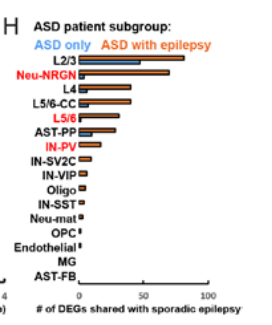 H ASD patient subgroup:
ASD only ASD with epilepsy
L2/3
Neu-NRGN
L4
L5/6-CC
L5/6
AST-PP
IN-PV
IN-SV2C
IN-VIP
Oligo
IN-SST
Neu-mat
OPC
Endothelial
MG
AST-FB
4 0 50 100
) # of DEGs shared with sporadic epilepsy